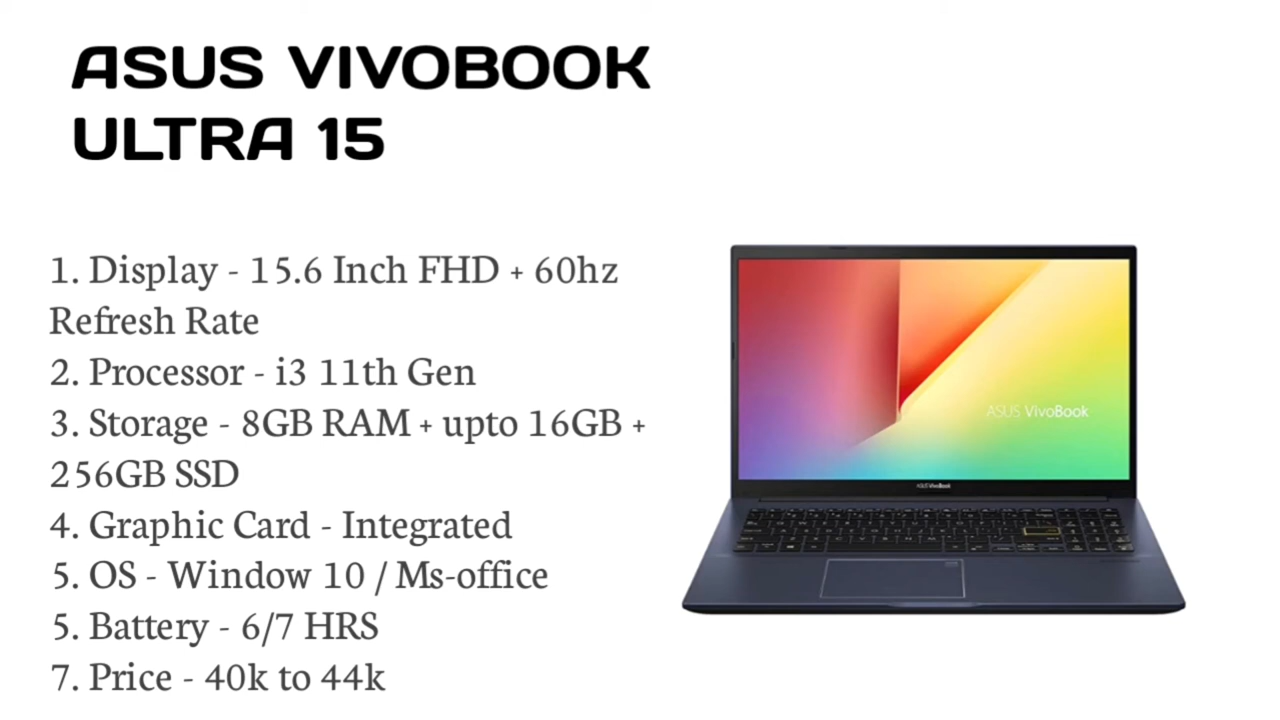 ASUS VIVOBOOK
ULTRA 15
1. Display - 15.6 Inch FHD + 60hz
Refresh Rate
2. Processor - i3 11th Gen
3. Storage - 8GB RAM + upto 16GB +
256GB SSD
4. Graphic Card - Integrated
5. OS - Window 10 / Ms-office
5. Battery - 6/7 HRS
7. Price - 40k to 44k
ASUS VivoBook
ASUS VivoBook